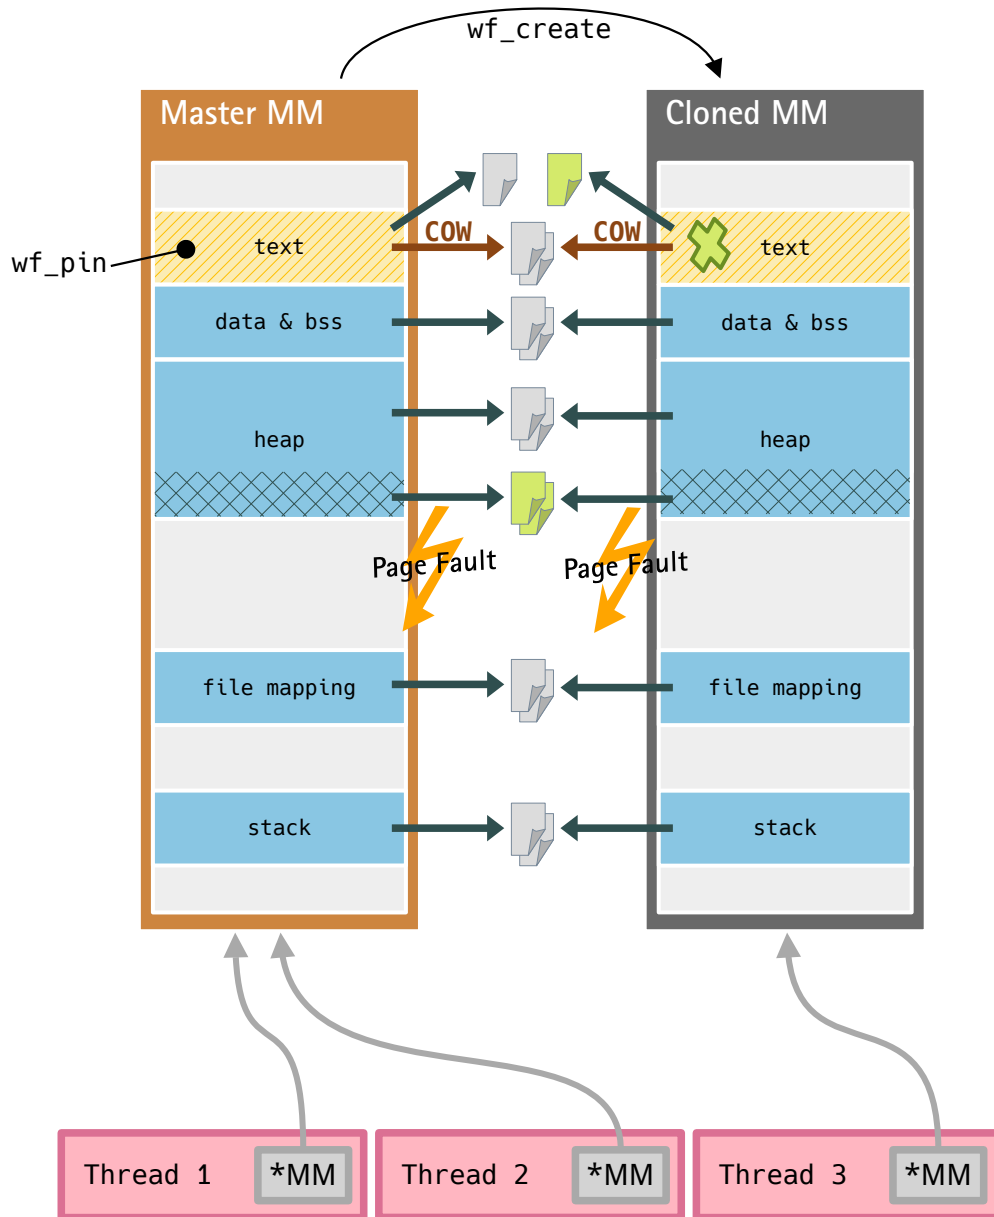 wf_create
Master MM
Cloned MM
COW
COW
text
text
wf_pin
data & bss
data & bss
heap
heap
Page Fault
Page Fault
file mapping
file mapping
stack
stack
Thread 1
*MM
Thread 2
*MM
Thread 3
*MM